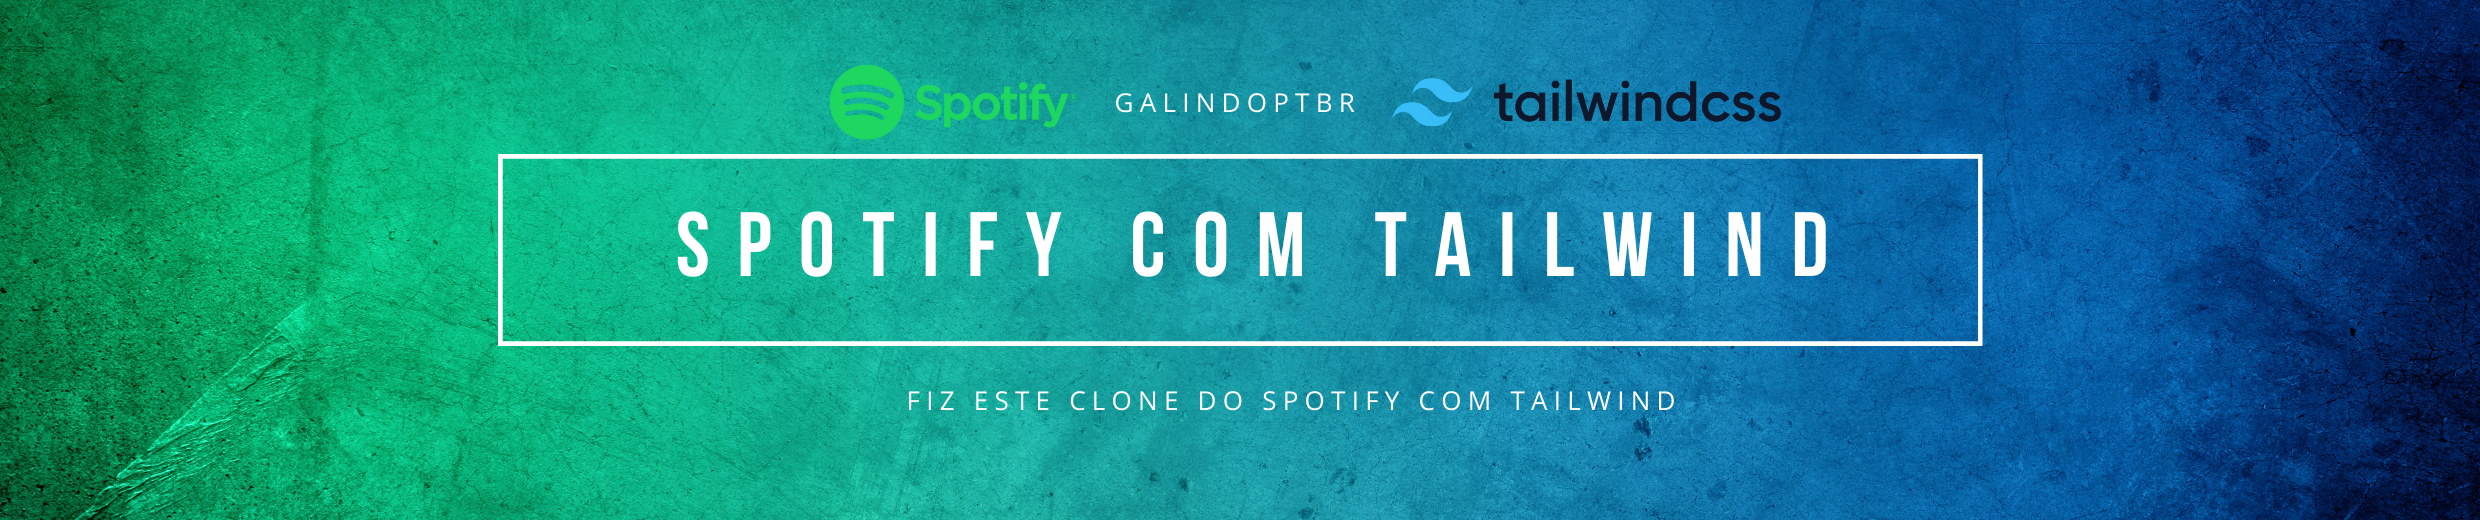 Spotify GALINDOPTBR tailwindcss
SPOTIFY COM TAILWIND
FIZ ESTE CLONE DO SPOTIFY COM TAILWIND